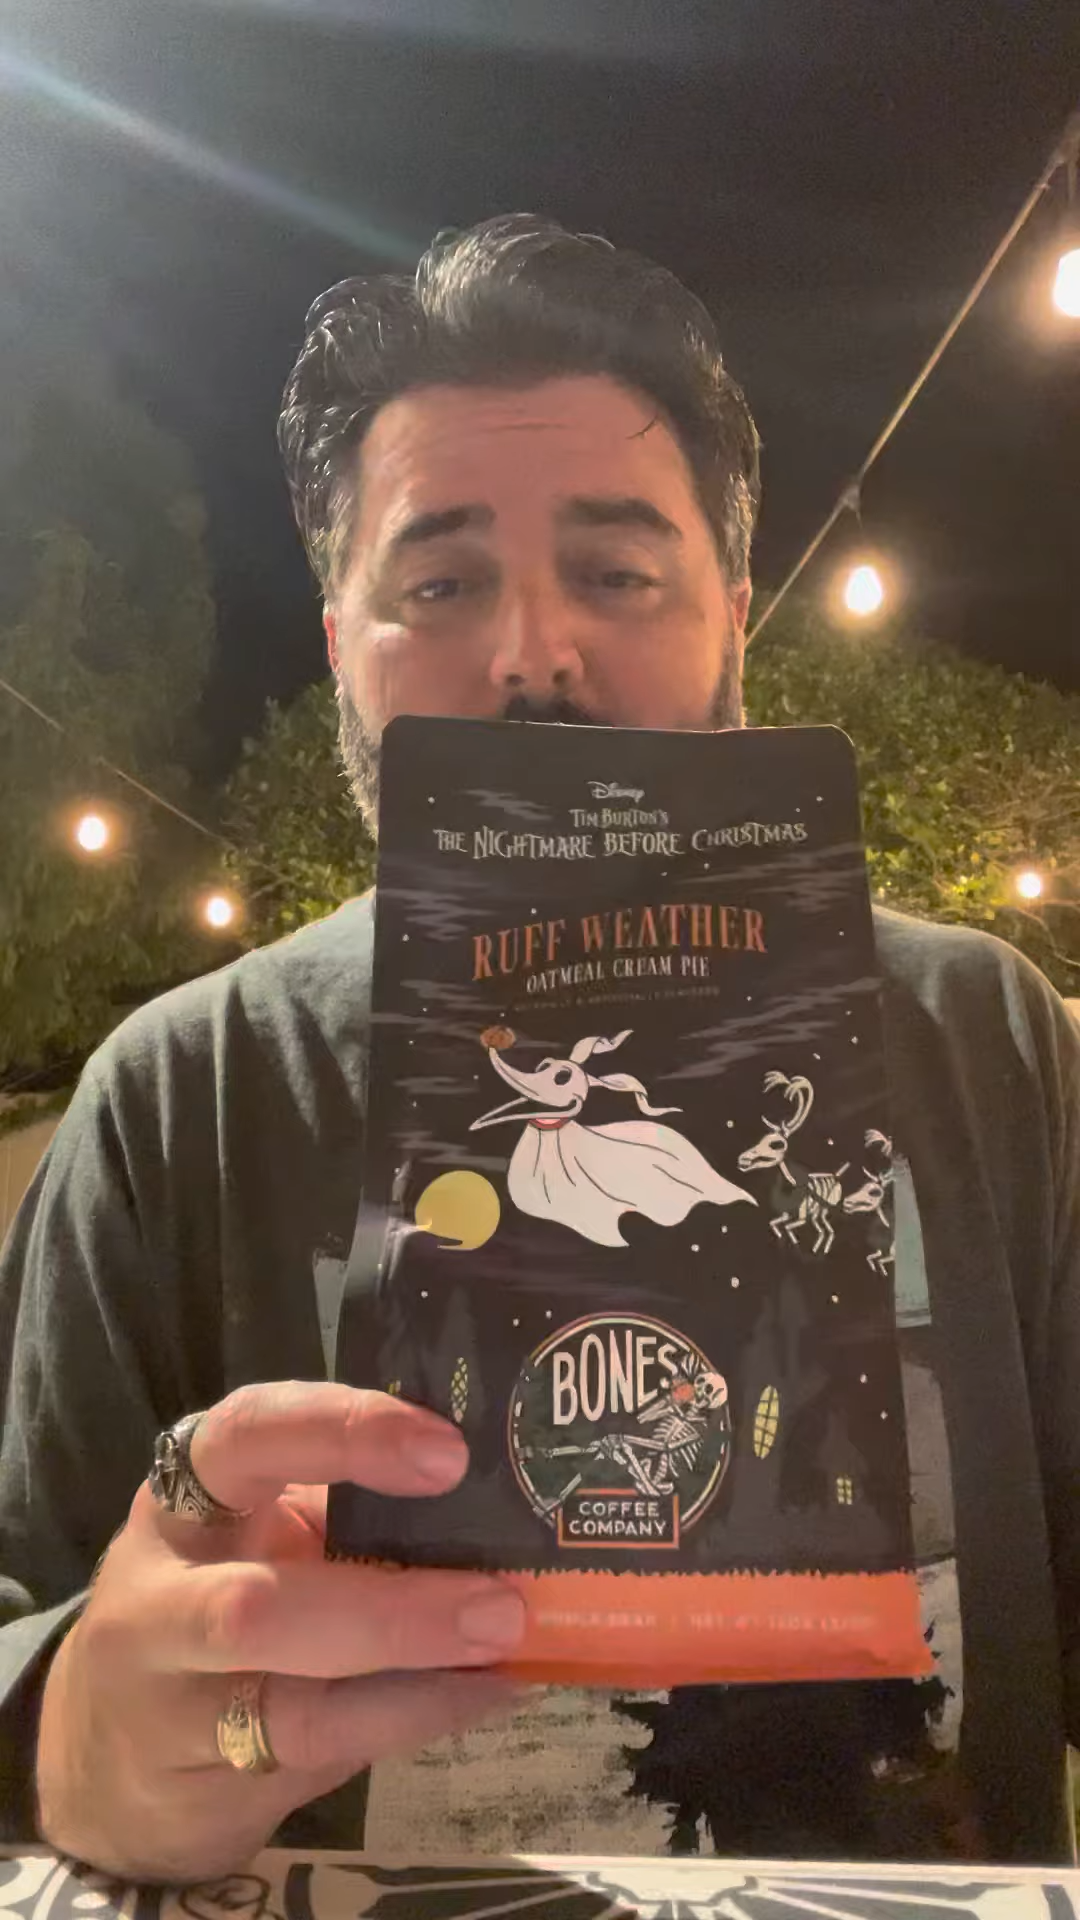 Disney
TIM BURTON'S
THE NIGHTMARE BEFORE CHRISTMAS
RUFF WEATHER
OATMEAL CREAM PIE
BONES
COFFEE
COMPANY